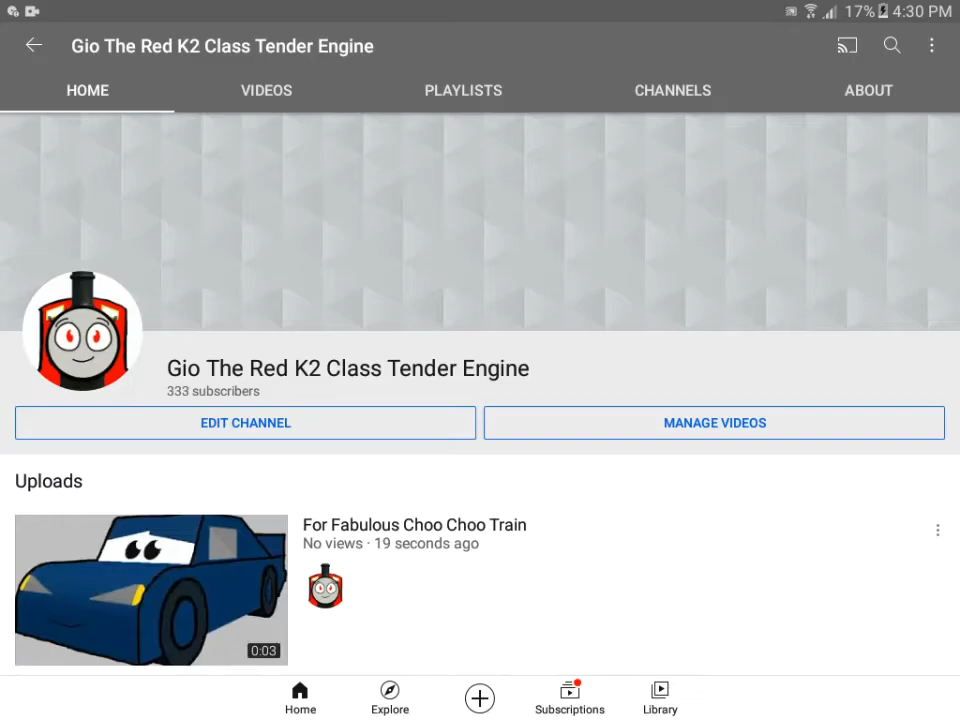 17% 4:30 PM
Gio The Red K2 Class Tender Engine
HOME VIDEOS PLAYLISTS CHANNELS ABOUT
Gio The Red K2 Class Tender Engine
333 subscribers
EDIT CHANNEL MANAGE VIDEOS
Uploads
For Fabulous Choo Choo Train
No views · 19 seconds ago
0:03
Home Explore Subscriptions Library